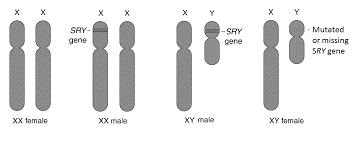 X X
X X
X Y
X Y
SRY
gene
SRY
gene
Mutated
or missing
SRY gene
XX female
XX male
XY male
XY female